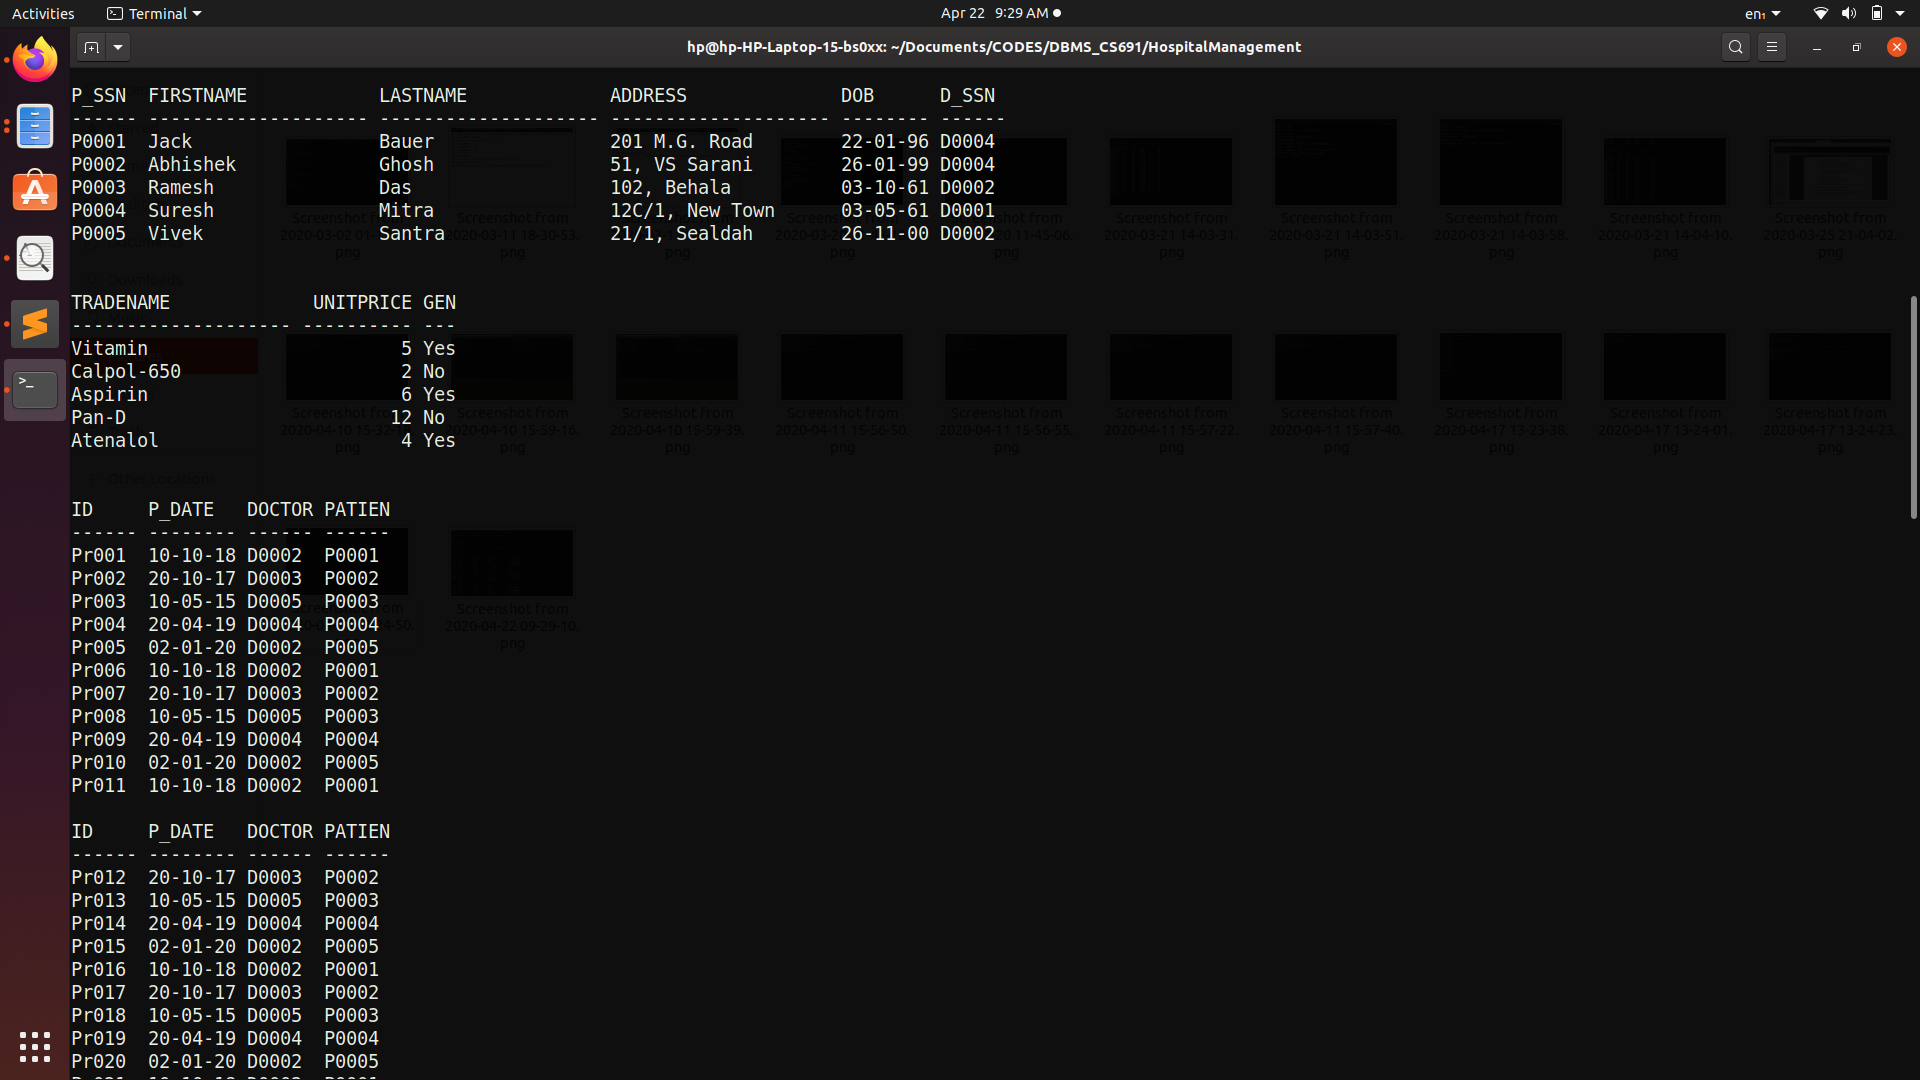 Activities Terminal Apr 22 9:29 AM en₁
hp@hp-HP-Laptop-15-bs0xx: ~/Documents/CODES/DBMS_CS691/HospitalManagement
P_SSN FIRSTNAME LASTNAME ADDRESS DOB D_SSN
------ -------------------- -------------------- -------------------- -------- ------
P0001 Jack Bauer 201 M.G. Road 22-01-96 D0004
P0002 Abhishek Ghosh 51, VS Sarani 26-01-99 D0004
P0003 Ramesh Das 102, Behala 03-10-61 D0002
P0004 Suresh Mitra 12C/1, New Town 03-05-61 D0001
P0005 Vivek Santra 21/1, Sealdah 26-11-00 D0002
TRADENAME UNITPRICE GEN
-------------------- ---------- ---
Vitamin 5 Yes
Calpol-650 2 No
Aspirin 6 Yes
Pan-D 12 No
Atenalol 4 Yes
ID P_DATE DOCTOR PATIEN
------ -------- ------ ------
Pr001 10-10-18 D0002 P0001
Pr002 20-10-17 D0003 P0002
Pr003 10-05-15 D0005 P0003
Pr004 20-04-19 D0004 P0004
Pr005 02-01-20 D0002 P0005
Pr006 10-10-18 D0002 P0001
Pr007 20-10-17 D0003 P0002
Pr008 10-05-15 D0005 P0003
Pr009 20-04-19 D0004 P0004
Pr010 02-01-20 D0002 P0005
Pr011 10-10-18 D0002 P0001
ID P_DATE DOCTOR PATIEN
------ -------- ------ ------
Pr012 20-10-17 D0003 P0002
Pr013 10-05-15 D0005 P0003
Pr014 20-04-19 D0004 P0004
Pr015 02-01-20 D0002 P0005
Pr016 10-10-18 D0002 P0001
Pr017 20-10-17 D0003 P0002
Pr018 10-05-15 D0005 P0003
Pr019 20-04-19 D0004 P0004
Pr020 02-01-20 D0002 P0005